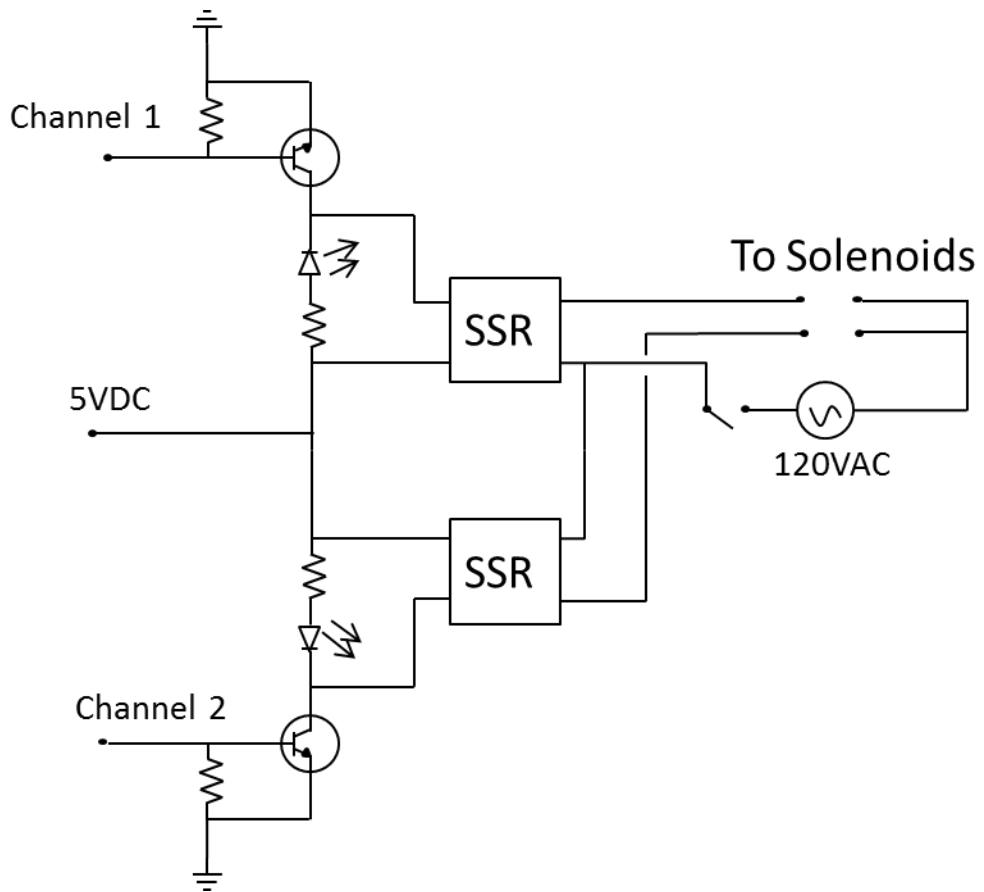 Channel 1
To Solenoids
SSR
5VDC
120VAC
SSR
Channel 2